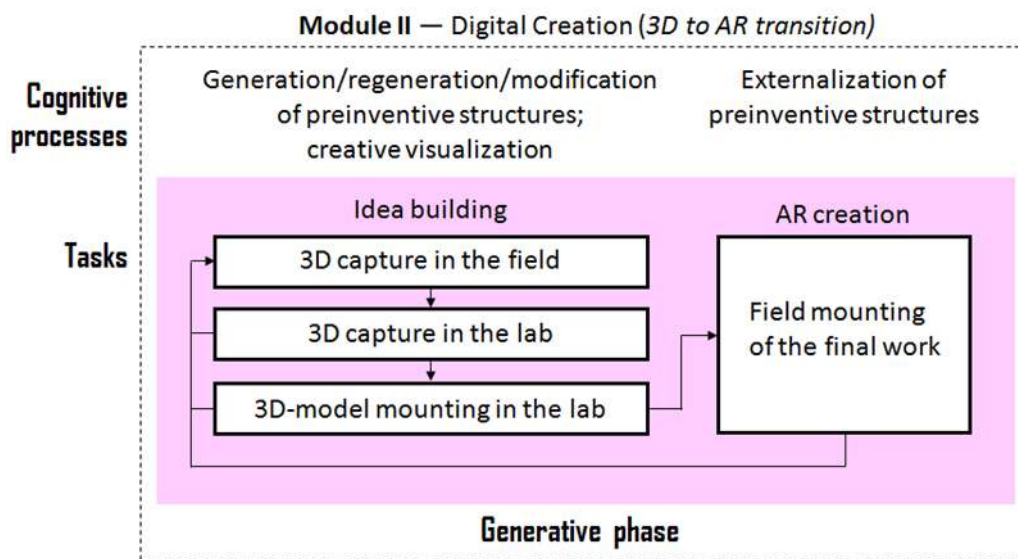 Module II — Digital Creation (3D to AR transition)
Cognitive
processes
Generation/regeneration/modification
of preinventive structures;
creative visualization
Externalization of
preinventive structures
Tasks
Idea building
3D capture in the field
3D capture in the lab
3D-model mounting in the lab
AR creation
Field mounting
of the final work
Generative phase